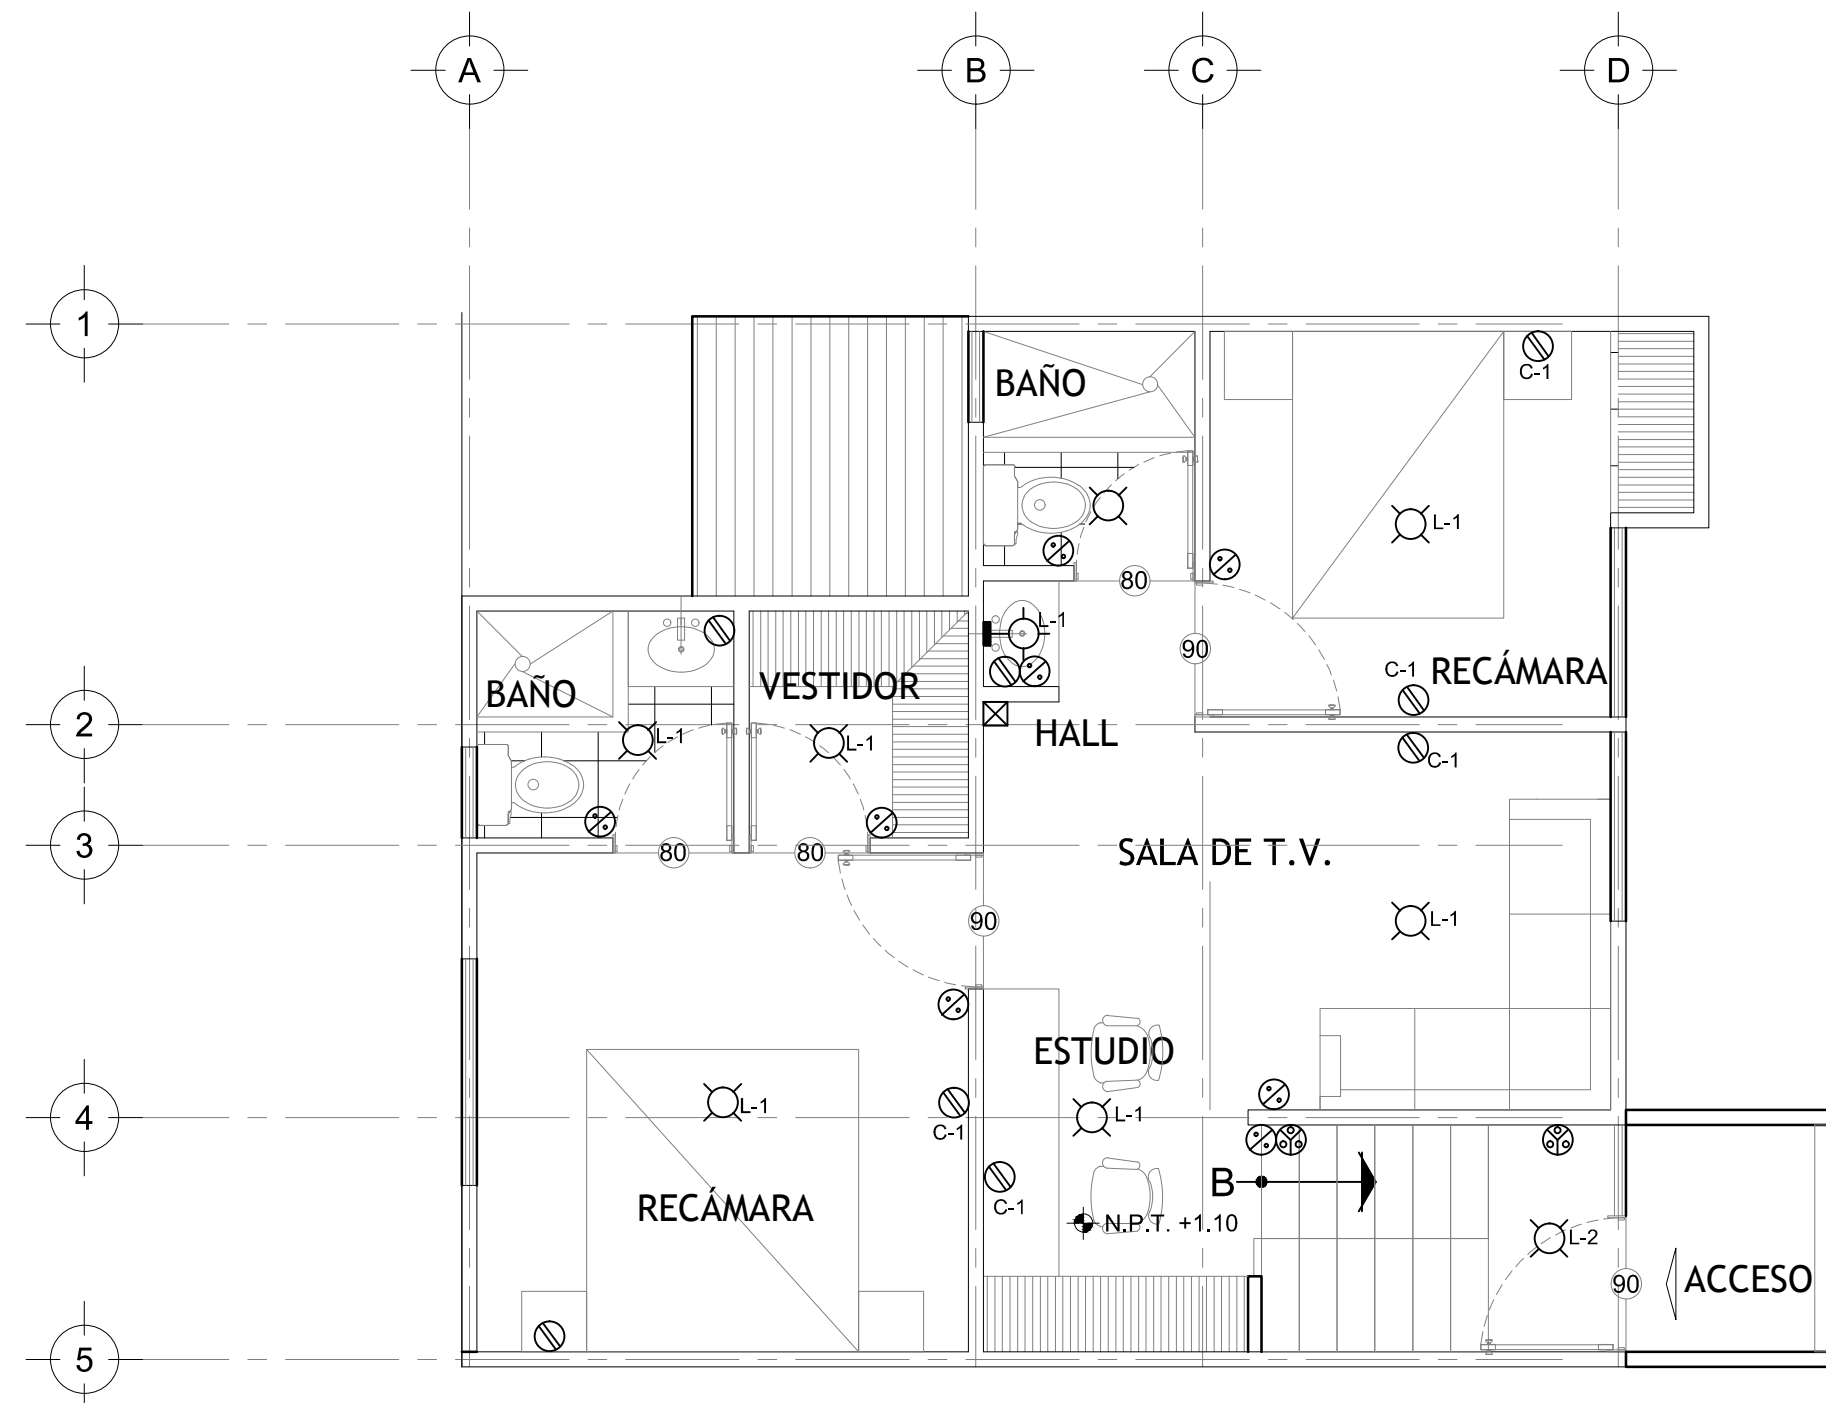 A
B
C
D
1
BAÑO
C-1
L-1
80
L-1
90
C-1
RECÁMARA
BAÑO
VESTIDOR
2
HALL
L-1
L-1
C-1
3
80
80
SALA DE T.V.
90
L-1
ESTUDIO
4
L-1
L-1
C-1
B
C-1
RECÁMARA
N.P.T. +1.10
L-2
90
ACCESO
5